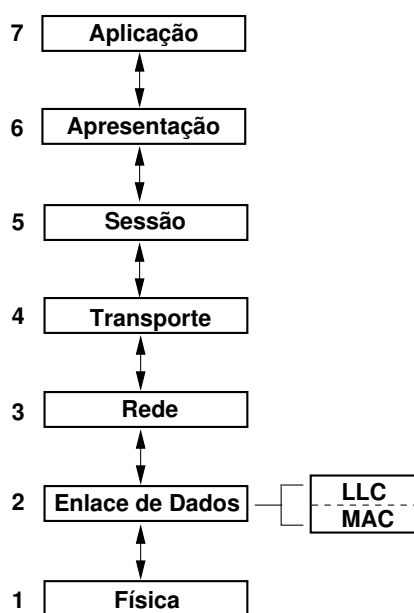 7 Aplicação
6 Apresentação
5 Sessão
4 Transporte
3 Rede
2 Enlace de Dados LLC
MAC
1 Física